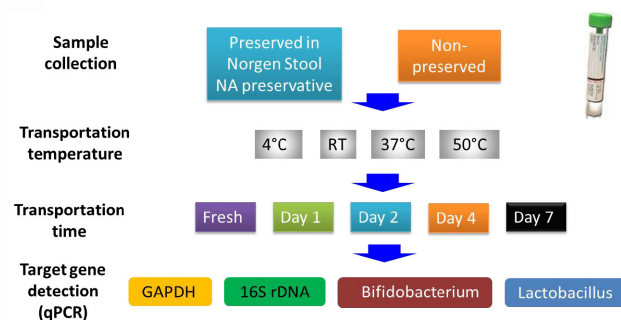 Sample
collection
Preserved in
Norgen Stool
NA preservative
Non-
preserved
Transportation
temperature
4°C
RT
37°C
50°C
Transportation
time
Fresh
Day 1
Day 2
Day 4
Day 7
Target gene
detection
(qPCR)
GAPDH
16S rDNA
Bifidobacterium
Lactobacillus